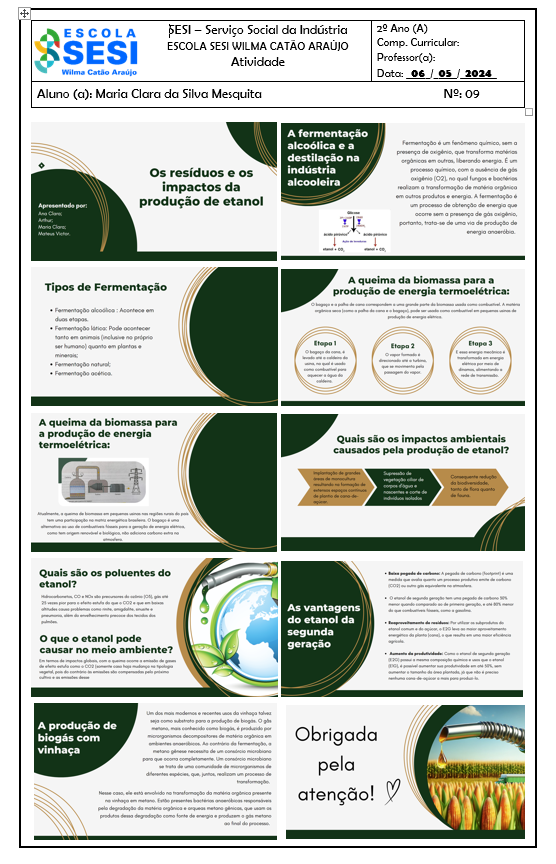 ESCOLA
SESI
Wilma Catão Araújo
SESI – Serviço Social da Indústria
ESCOLA SESI WILMA CATÃO ARAÚJO
Atividade
2º Ano (A)
Comp. Curricular:
Professor(a):
Data: 06 / 05 / 2024
Aluno (a): Maria Clara da Silva Mesquita
Nº: 09
Os resíduos e os
impactos da
produção de etanol
Apresentado por:
Ana Clara;
Arthur;
Maria Clara;
Mateus Victor.
A fermentação
alcoólica e a
destilação na
indústria
alcooleira
Fermentação é um fenômeno químico, sem a
presença de oxigênio, que transforma matérias
orgânicas em outras, liberando energia. É um
processo químico, com a ausência de gás
oxigênio (O2), no qual fungos e bactérias
realizam a transformação de matéria orgânica
em outros produtos e energia. A fermentação é
um processo de obtenção de energia que
ocorre sem a presença de gás oxigênio,
portanto, trata-se de uma via de produção de
energia anaeróbia.
Glicose
ácido pirúvico
ácido pirúvico
etanol + CO2
etanol + CO2
Tipos de Fermentação
Fermentação alcoólica : Acontece em
duas etapas.
Fermentação lática: Pode acontecer
tanto em animais (inclusive no próprio
ser humano) quanto em plantas e
minerais;
Fermentação natural;
Fermentação acética.
A queima da biomassa para a
produção de energia termoelétrica:
O bagaço e a palha de cana correspondem a uma grande parte da biomassa usada como combustível. A matéria
orgânica seca (como a palha da cana e o bagaço), pode ser usada como combustível em pequenas usinas de
produção de energia elétrica.
Etapa 1
O bagaço da cana, é
levado até a caldeira da
usina, no qual é usado
como combustível para
aquecer a água da
caldeira.
Etapa 2
O vapor formado é
direcionado até a turbina,
que se movimenta pela
passagem do vapor.
Etapa 3
E essa energia mecânica é
transformada em energia
elétrica por meio de
dínamos, alimentando a
rede de transmissão.
A queima da biomassa para
a produção de energia
termoelétrica:
Atualmente, a queima de biomassa em pequenas usinas nas regiões rurais do país
tem uma participação na matriz energética brasileira. O bagaço é uma
alternativa ao uso de combustíveis fósseis para a geração de energia elétrica,
como tem origem renovável e biológica, não adiciona carbono extra na
atmosfera.
Quais são os impactos ambientais
causados pela produção de etanol?
Implantação de grandes
áreas de monocultura
resultando na formação de
extensos espaços contínuos
de plantio de cana-de-
açúcar.
Supressão de
vegetação ciliar de
corpos d'água e
nascentes e corte de
indivíduos isolados
Consequente redução
da biodiversidade,
tanto de flora quanto
de fauna.
Quais são os poluentes do
etanol?
Hidrocarbonetos, CO e NOx são precursores do ozônio (O3), gás até
25 vezes pior para o efeito estufa do que o CO2 e que em baixas
altitudes causa problemas como rinite, amigdalite, sinusite e
pneumonia, além do envelhecimento precoce dos tecidos dos
pulmões.
O que o etanol pode
causar no meio ambiente?
Em termos de impactos globais, com a queima ocorre a emissão de gases
de efeito estufa como o CO2 (somente caso haja mudança na tipologia
vegetal, pois do contrário as emissões são compensadas pelo próximo
cultivo e as emissões desse
As vantagens
do etanol da
segunda
geração
Baixa pegada de carbono: A pegada de carbono (footprint) é uma
medida que avalia quanto um processo produtivo emite de carbono
(CO2) ou outro gás equivalente na atmosfera.
O etanol de segunda geração tem uma pegada de carbono 30%
menor quando comparado ao de primeira geração, e até 80% menor
do que combustíveis fósseis, como a gasolina.
Reaproveitamento de resíduos: Por utilizar os subprodutos do
etanol comum e do açúcar, o E2G leva ao maior aproveitamento
energético da planta (cana), o que resulta em uma maior eficiência
agrícola.
Aumento da produtividade: Como o etanol de segunda geração
(E2G) possui a mesma composição química e usos que o etanol
(E1G), é possível aumentar sua produtividade em até 50%, sem
aumentar o tamanho da área plantada, já que não é preciso
nenhuma cana de açúcar a mais para produzi-lo.
A produção de
biogás com
vinhaça
Um dos mais modernos e recentes usos da vinhaça talvez
seja como substrato para a produção de biogás. O gás
metano, mais conhecido como biogás, é produzido por
microrganismos decompositores de matéria orgânica em
ambientes anaeróbicos. Ao contrário da fermentação, a
metano gênese necessita de um consórcio microbiano
para que ocorra completamente. Um consórcio microbiano
se trata de uma comunidade de microrganismos de
diferentes espécies, que, juntos, realizam um processo de
transformação.
Nesse caso, ele está envolvido na transformação da matéria orgânica presente
na vinhaça em metano. Estão presentes bactérias anaeróbicas responsáveis
pela degradação da matéria orgânica e arqueas metano gênicas, que usam os
produtos dessa degradação como fonte de energia e produzem o gás metano
ao final do processo.
Obrigada
pela
atenção!